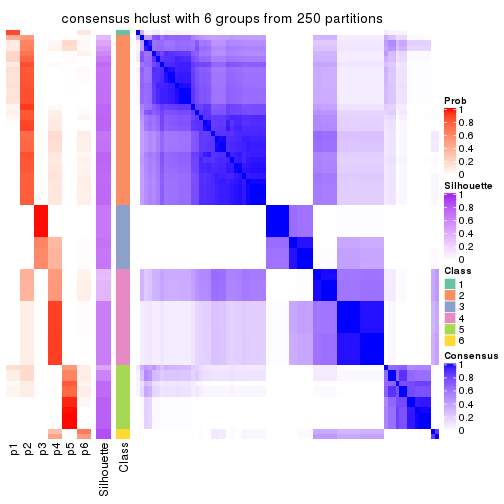 consensus hclust with 6 groups from 250 partitions
Prob
1
0.8
0.6
0.4
0.2
0
Silhouette
1
0.8
0.6
0.4
0.2
0
Class
1
2
3
4
5
6
Consensus
1
0.8
0.6
0.4
0.2
0
p1
p2
p3
p4
p5
p6
Silhouette
Class